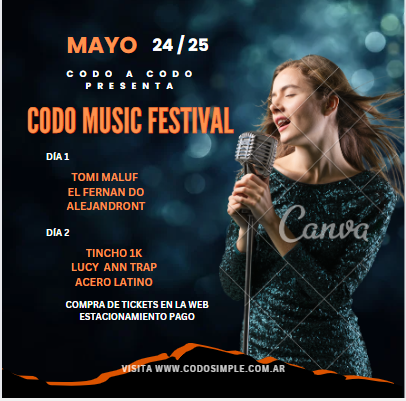 MAYO 24 / 25
CODO A CODO
PRESENTA
CODO MUSIC FESTIVAL
DÍA 1
TOMI MALUF
EL FERNAN DO
ALEJANDRONT
DÍA 2
TINCHO 1K
LUCY ANN TRAP
ACERO LATINO
COMPRA DE TICKETS EN LA WEB
ESTACIONAMIENTO PAGO
VISITA WWW.CODOSIMPLE.COM.AR
Canva